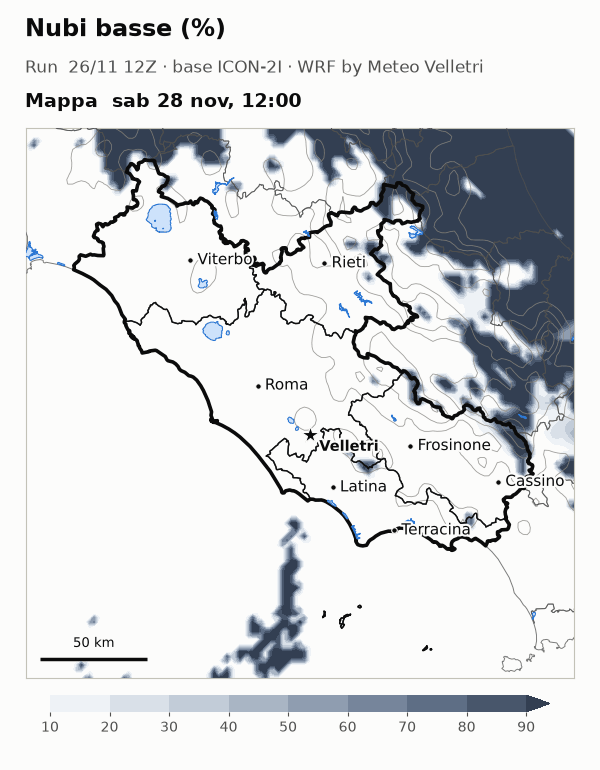 Nubi basse (%)
Run  26/11 12Z · base ICON-2I · WRF by Meteo Velletri
Mappa  sab 28 nov, 12:00
Viterbo
Rieti
Roma
Velletri
Frosinone
Cassino
Latina
Terracina
50 km
10 20 30 40 50 60 70 80 90